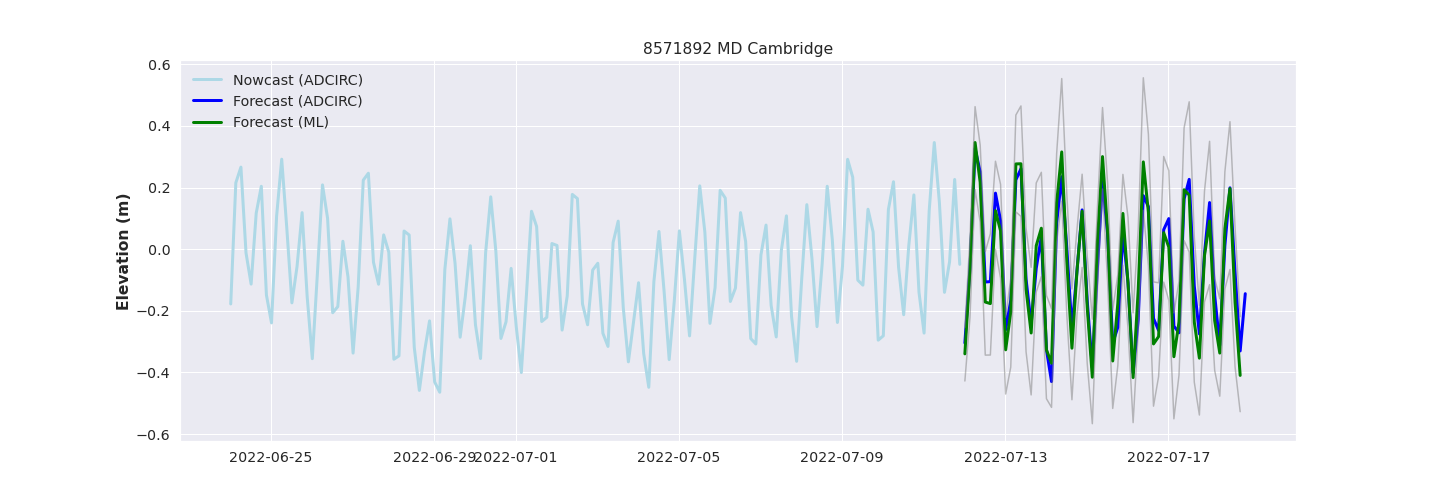 8571892 MD Cambridge
Nowcast (ADCIRC)
Forecast (ADCIRC)
Forecast (ML)
Elevation (m)
0.6
0.4
0.2
0.0
−0.2
−0.4
−0.6
2022-06-25
2022-06-29
2022-07-01
2022-07-05
2022-07-09
2022-07-13
2022-07-17